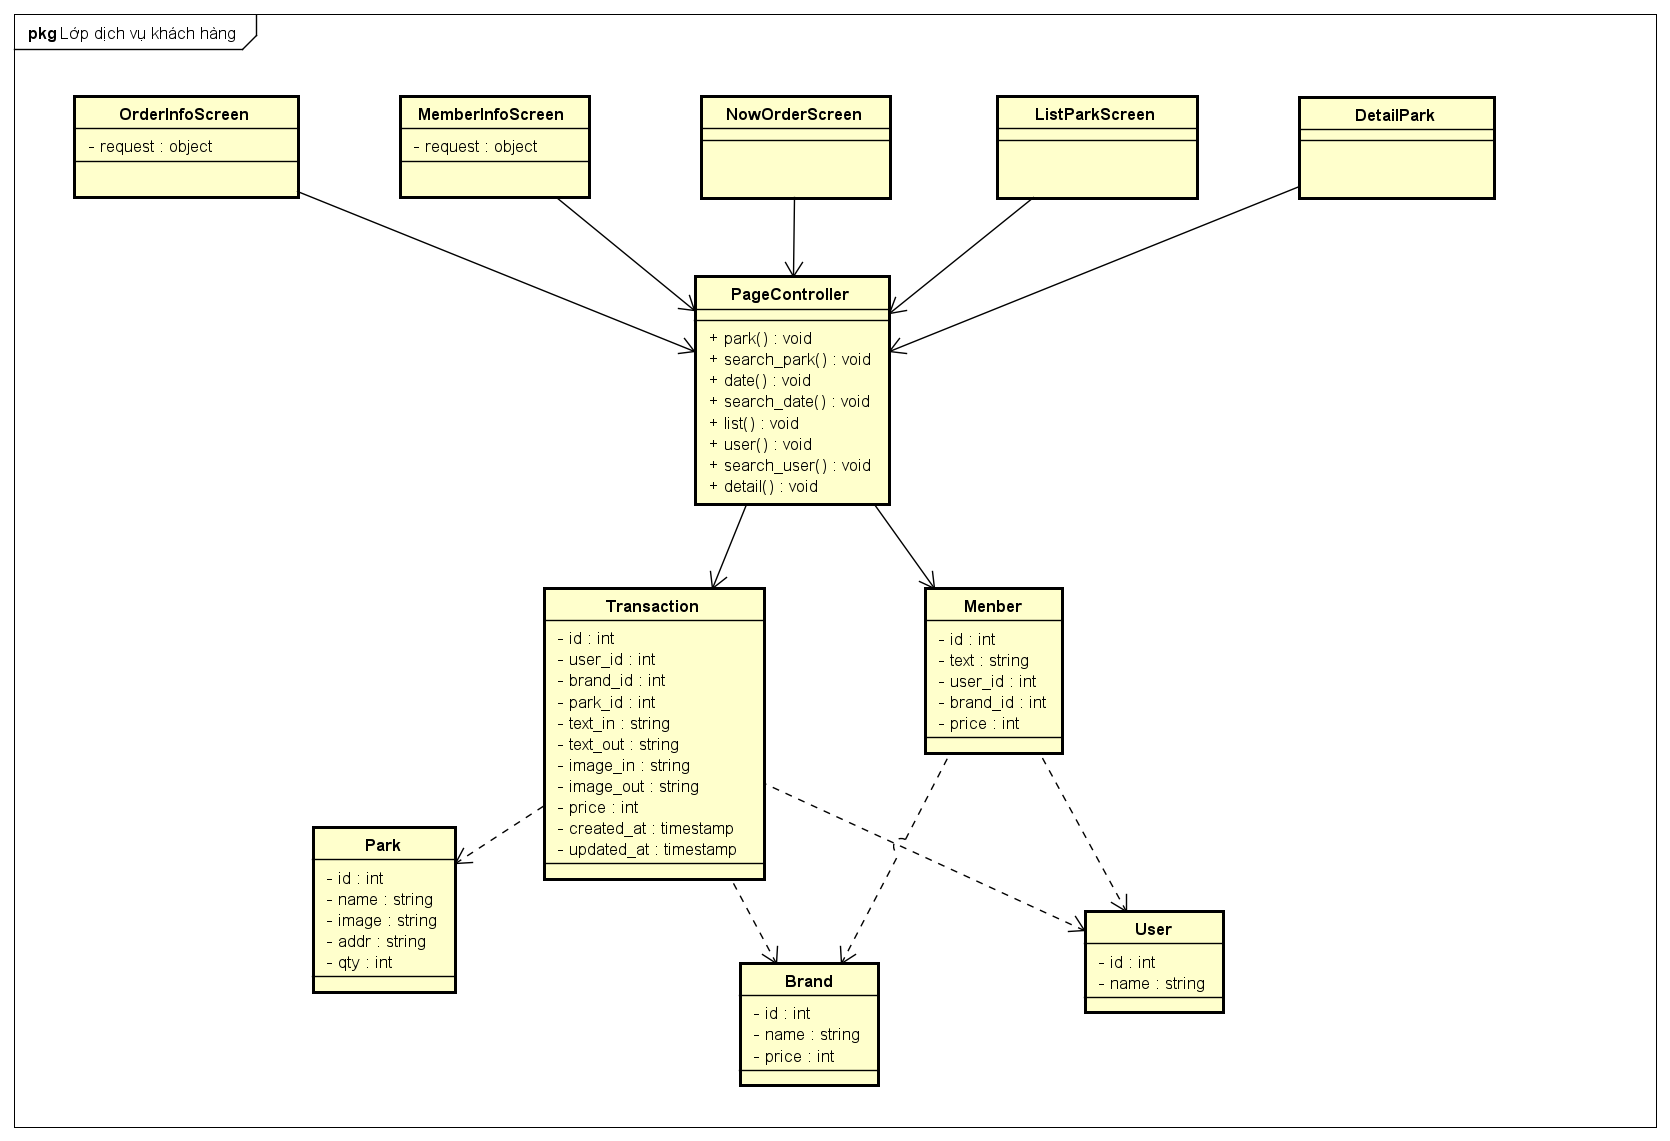 pkg Lớp dịch vụ khách hàng
OrderInfoScreen
- request : object
MemberInfoScreen
- request : object
NowOrderScreen
ListParkScreen
DetailPark
PageController
+ park() : void
+ search_park() : void
+ date() : void
+ search_date() : void
+ list() : void
+ user() : void
+ search_user() : void
+ detail() : void
Transaction
- id : int
- user_id : int
- brand_id : int
- park_id : int
- text_in : string
- text_out : string
- image_in : string
- image_out : string
- price : int
- created_at : timestamp
- updated_at : timestamp
Menber
- id : int
- text : string
- user_id : int
- brand_id : int
- price : int
Park
- id : int
- name : string
- image : string
- addr : string
- qty : int
Brand
- id : int
- name : string
- price : int
User
- id : int
- name : string